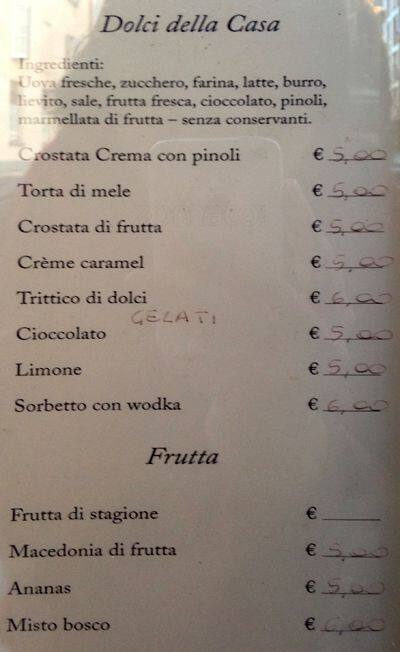 Dolci della Casa
Ingredienti:
Uova fresche, zucchero, farina, latte, burro,
lievito, sale, frutta fresca, cioccolato, pinoli,
marmellata di frutta – senza conservanti.
Crostata Crema con pinoli € 5,00
Torta di mele € 5,00
Crostata di frutta € 5,00
Crème caramel € 5,00
Trittico di dolci € 6,00
GELATI
Cioccolato € 5,00
Limone € 5,00
Sorbetto con wodka € 6,00
Frutta
Frutta di stagione €
Macedonia di frutta € 5,00
Ananas € 5,00
Misto bosco € 6,00